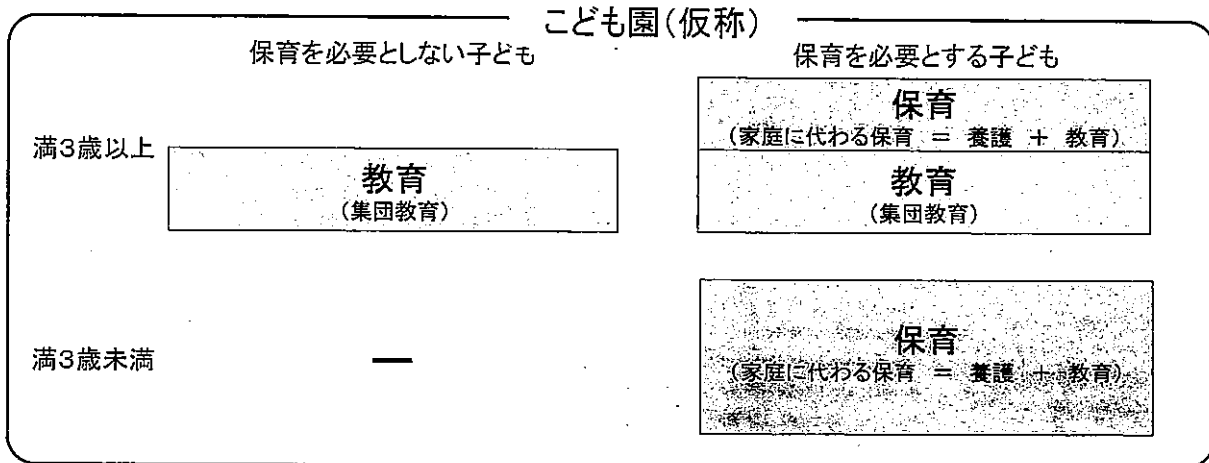 こども園(仮称)
保育を必要としない子ども
保育を必要とする子ども
満3歳以上
教育
(集団教育)
保育
(家庭に代わる保育 = 養護 + 教育)
教育
(集団教育)
満3歳未満
―
保育
(家庭に代わる保育 = 養護 + 教育)